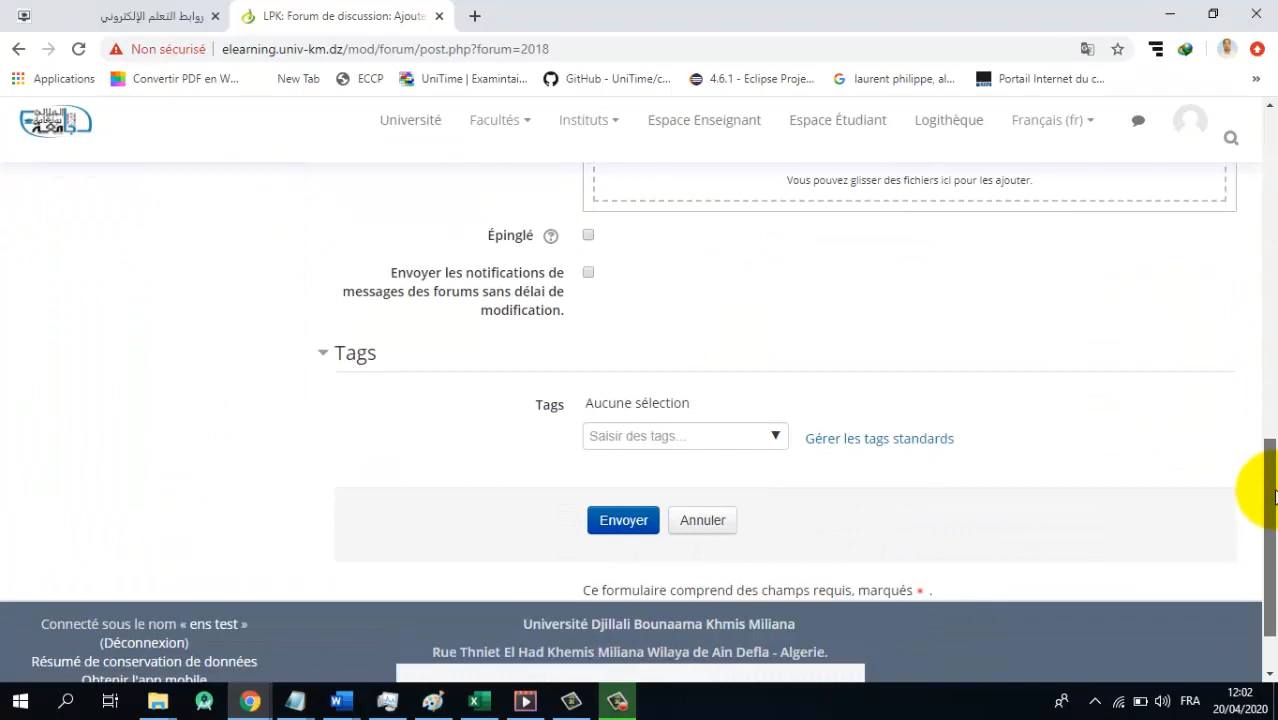 روابط التعلم الإلكتروني
LPK: Forum de discussion: Ajoute
Non sécurisé
elearning.univ-km.dz/mod/forum/post.php?forum=2018
Applications
Convertir PDF en W...
New Tab
ECCP
UniTime | Examintai...
GitHub - UniTime/c...
4.6.1 - Eclipse Proje...
laurent philippe, al...
Portail Internet du c...
»
Université
Facultés
Instituts
Espace Enseignant
Espace Étudiant
Logithèque
Français (fr)
Vous pouvez glisser des fichiers ici pour les ajouter.
Épinglé
Envoyer les notifications de
messages des forums sans délai de
modification.
Tags
Tags
Aucune sélection
Saisir des tags...
Gérer les tags standards
Envoyer
Annuler
Ce formulaire comprend des champs requis, marqués * .
Connecté sous le nom « ens test »
(Déconnexion)
Résumé de conservation de données
Obtenir l'app mobile
Université Djillali Bounaama Khmis Miliana
Rue Thniet El Had Khemis Miliana Wilaya de Ain Defla - Algerie.
FRA
12:02
20/04/2020